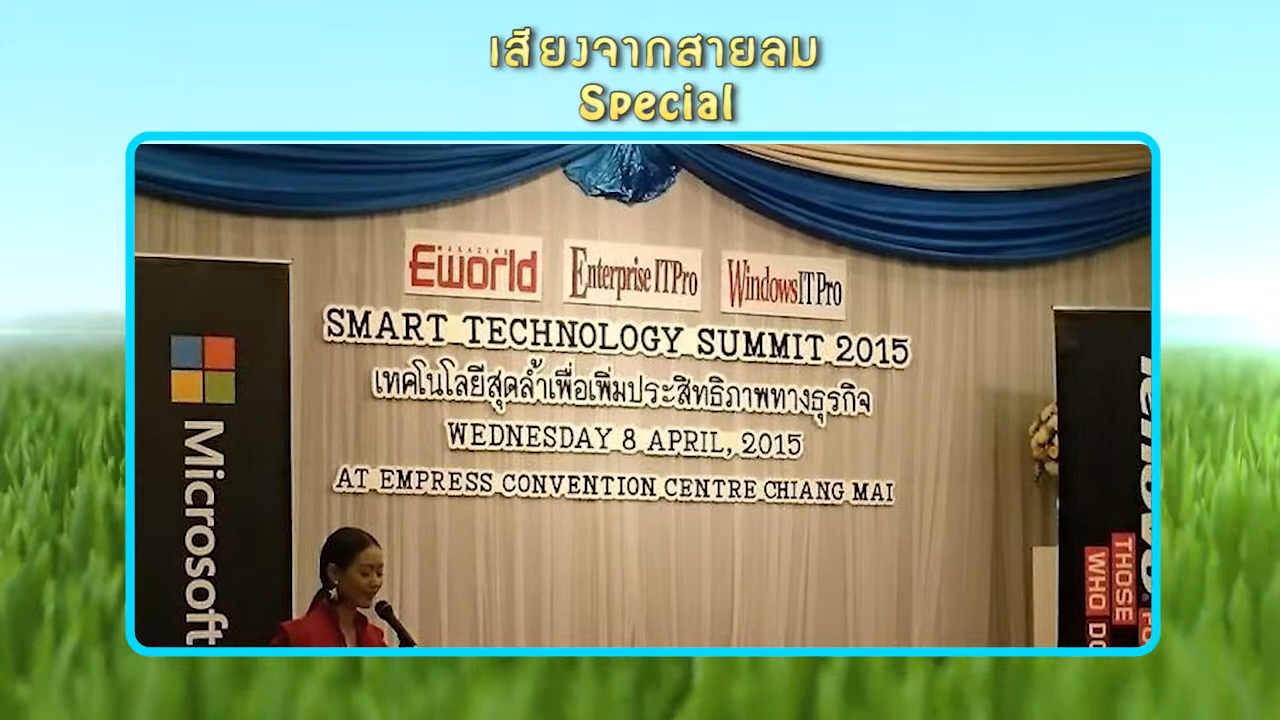 เสียงจากสายลม
Special
MAGAZINE
Eworld
Enterprise ITPro
WindowsITPro
SMART TECHNOLOGY SUMMIT 2015
เทคโนโลยีสุดล้ำเพื่อเพิ่มประสิทธิภาพทางธุรกิจ
WEDNESDAY 8 APRIL, 2015
AT EMPRESS CONVENTION CENTRE CHIANG MAI
Microsoft
lenovo
THOSE
WHO